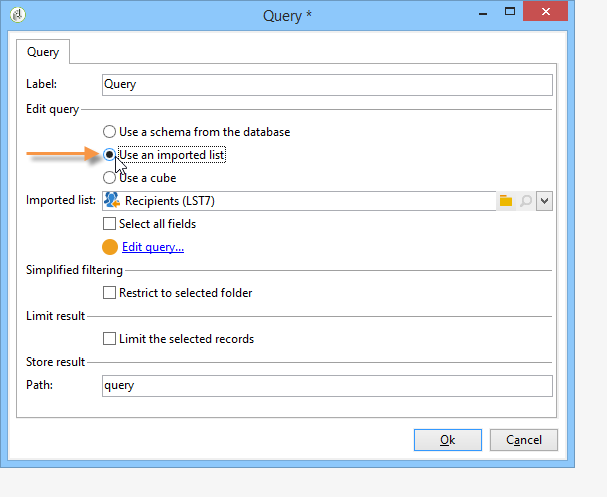 Query *
Query
Label: Query
Edit query
Use a schema from the database
Use an imported list
Use a cube
Imported list: Recipients (LST7)
Select all fields
Edit query...
Simplified filtering
Restrict to selected folder
Limit result
Limit the selected records
Store result
Path: query
Ok Cancel